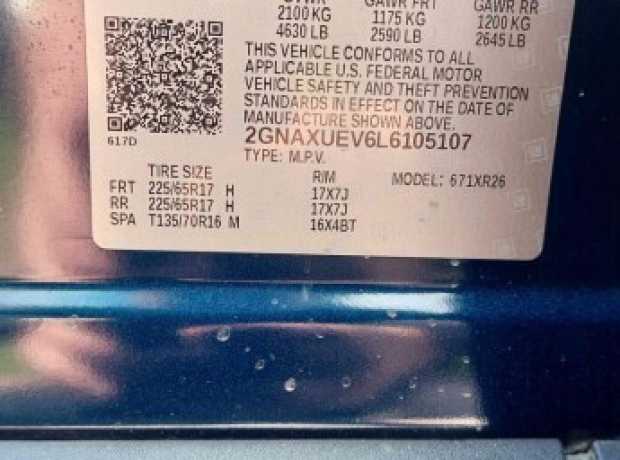 GAWR FRT GAWR RR
2100 KG 1175 KG 1200 KG
4630 LB 2590 LB 2645 LB
THIS VEHICLE CONFORMS TO ALL
APPLICABLE U.S. FEDERAL MOTOR
VEHICLE SAFETY AND THEFT PREVENTION
STANDARDS IN EFFECT ON THE DATE OF
MANUFACTURE SHOWN ABOVE.
617D
2GNAXUEV6L6105107
TYPE: M.P.V.
TIRE SIZE RIM MODEL: 671XR26
FRT 225/65R17 H 17X7J
RR 225/65R17 H 17X7J
SPA T135/70R16 M 16X4BT